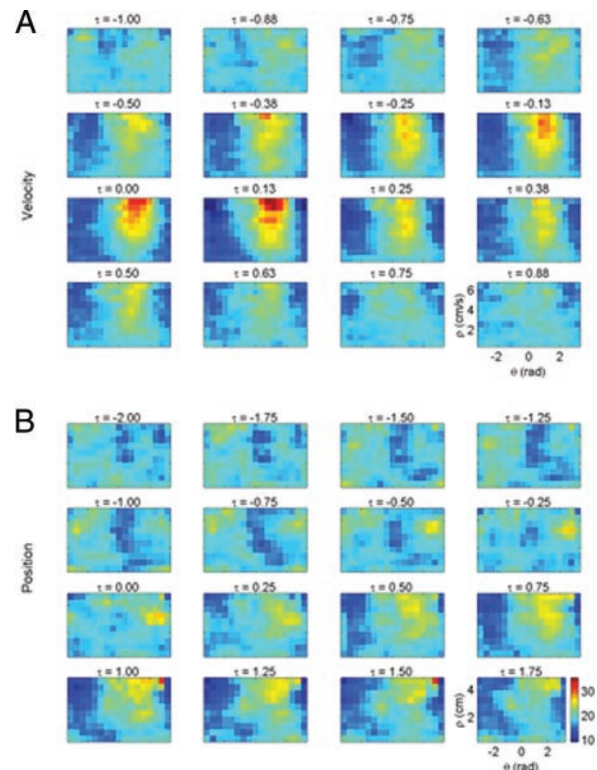 A
τ = -1.00 τ = -0.88 τ = -0.75 τ = -0.63
τ = -0.50 τ = -0.38 τ = -0.25 τ = -0.13
Velocity
τ = 0.00 τ = 0.13 τ = 0.25 τ = 0.38
τ = 0.50 τ = 0.63 τ = 0.75 τ = 0.88
ρ (cm/s)
6
4
2
-2 0 2
θ (rad)
B
τ = -2.00 τ = -1.75 τ = -1.50 τ = -1.25
τ = -1.00 τ = -0.75 τ = -0.50 τ = -0.25
Position
τ = 0.00 τ = 0.25 τ = 0.50 τ = 0.75
τ = 1.00 τ = 1.25 τ = 1.50 τ = 1.75
ρ (cm)
4
2
-2 0 2
θ (rad)
30
20
10